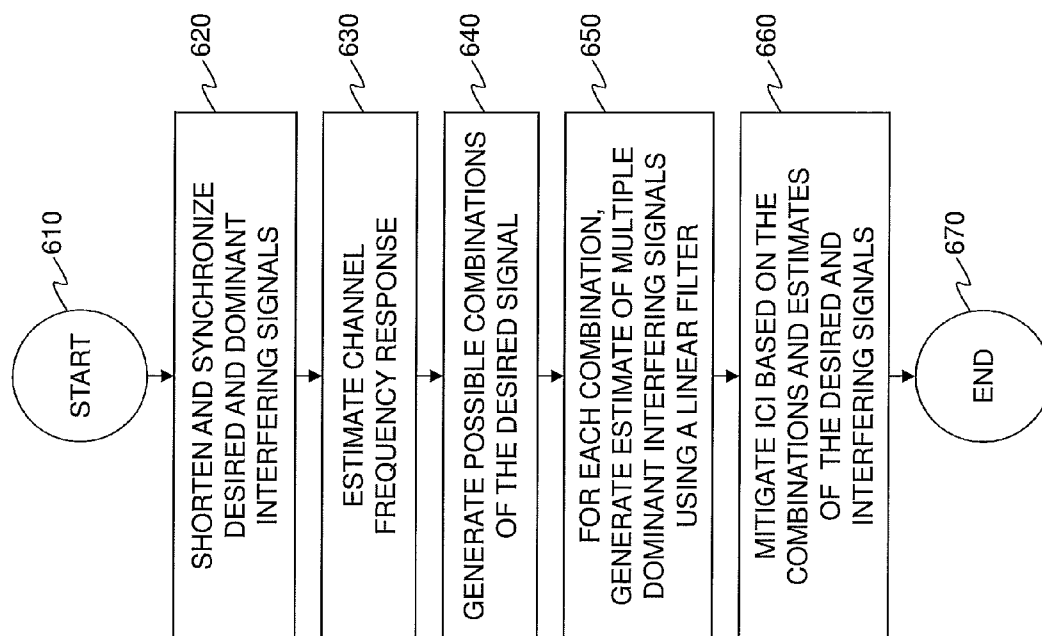 START
610
SHORTEN AND SYNCHRONIZE
DESIRED AND DOMINANT
INTERFERING SIGNALS
620
ESTIMATE CHANNEL
FREQUENCY RESPONSE
630
GENERATE POSSIBLE COMBINATIONS
OF THE DESIRED SIGNAL
640
FOR EACH COMBINATION,
GENERATE ESTIMATE OF MULTIPLE
DOMINANT INTERFERING SIGNALS
USING A LINEAR FILTER
650
MITIGATE ICI BASED ON THE
COMBINATIONS AND ESTIMATES
OF THE DESIRED AND
INTERFERING SIGNALS
660
END
670